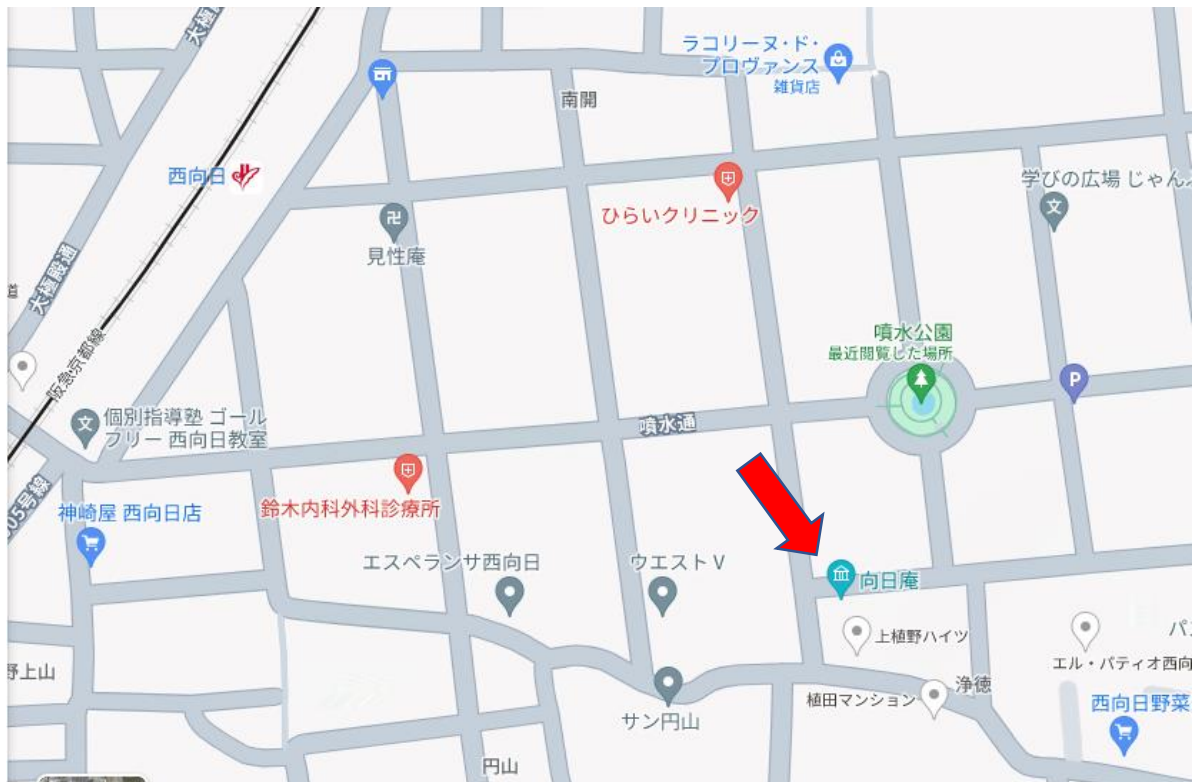 大極殿通
ラコリーヌ・ド・
プロヴァンス
雑貨店
南開
西向日
ひらいクリニック
学びの広場 じゃん
見性庵
大極殿通
道
阪急京都線
噴水公園
最近閲覧した場所
P
噴水通
個別指導塾 ゴール
フリー 西向日教室
神崎屋 西向日店
鈴木内科外科診療所
エスペランサ西向日
ウエスト V
向日庵
上植野ハイツ
エル・パティオ西向
野上山
サン円山
植田マンション
浄徳
西向日野菜
円山